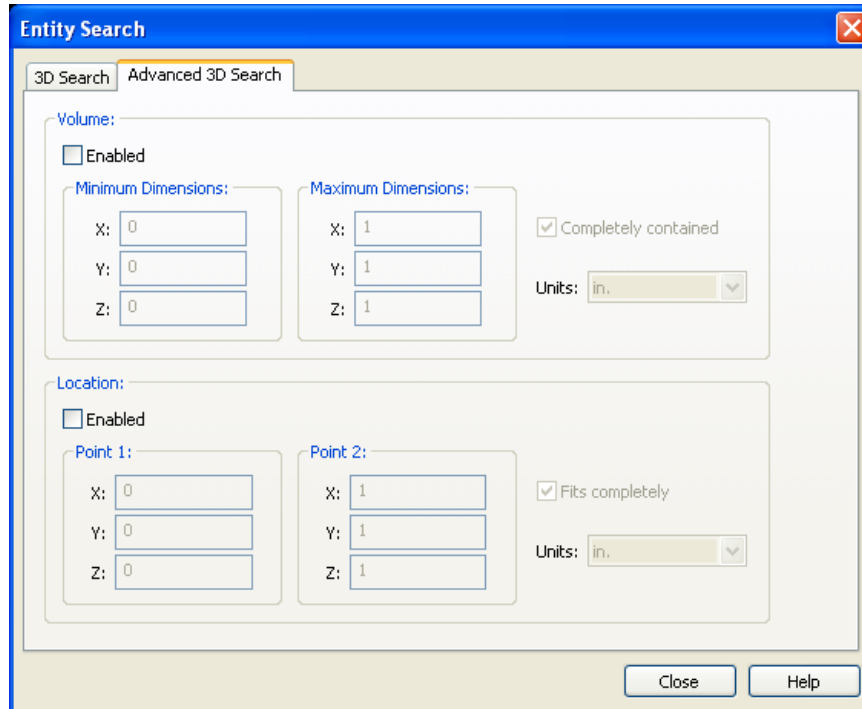 Entity Search
3D Search Advanced 3D Search
Volume:
Enabled
Minimum Dimensions: Maximum Dimensions:
X: 0 X: 1 Completely contained
Y: 0 Y: 1
Units: in.
Z: 0 Z: 1
Location:
Enabled
Point 1: Point 2:
X: 0 X: 1 Fits completely
Y: 0 Y: 1
Units: in.
Z: 0 Z: 1
Close Help